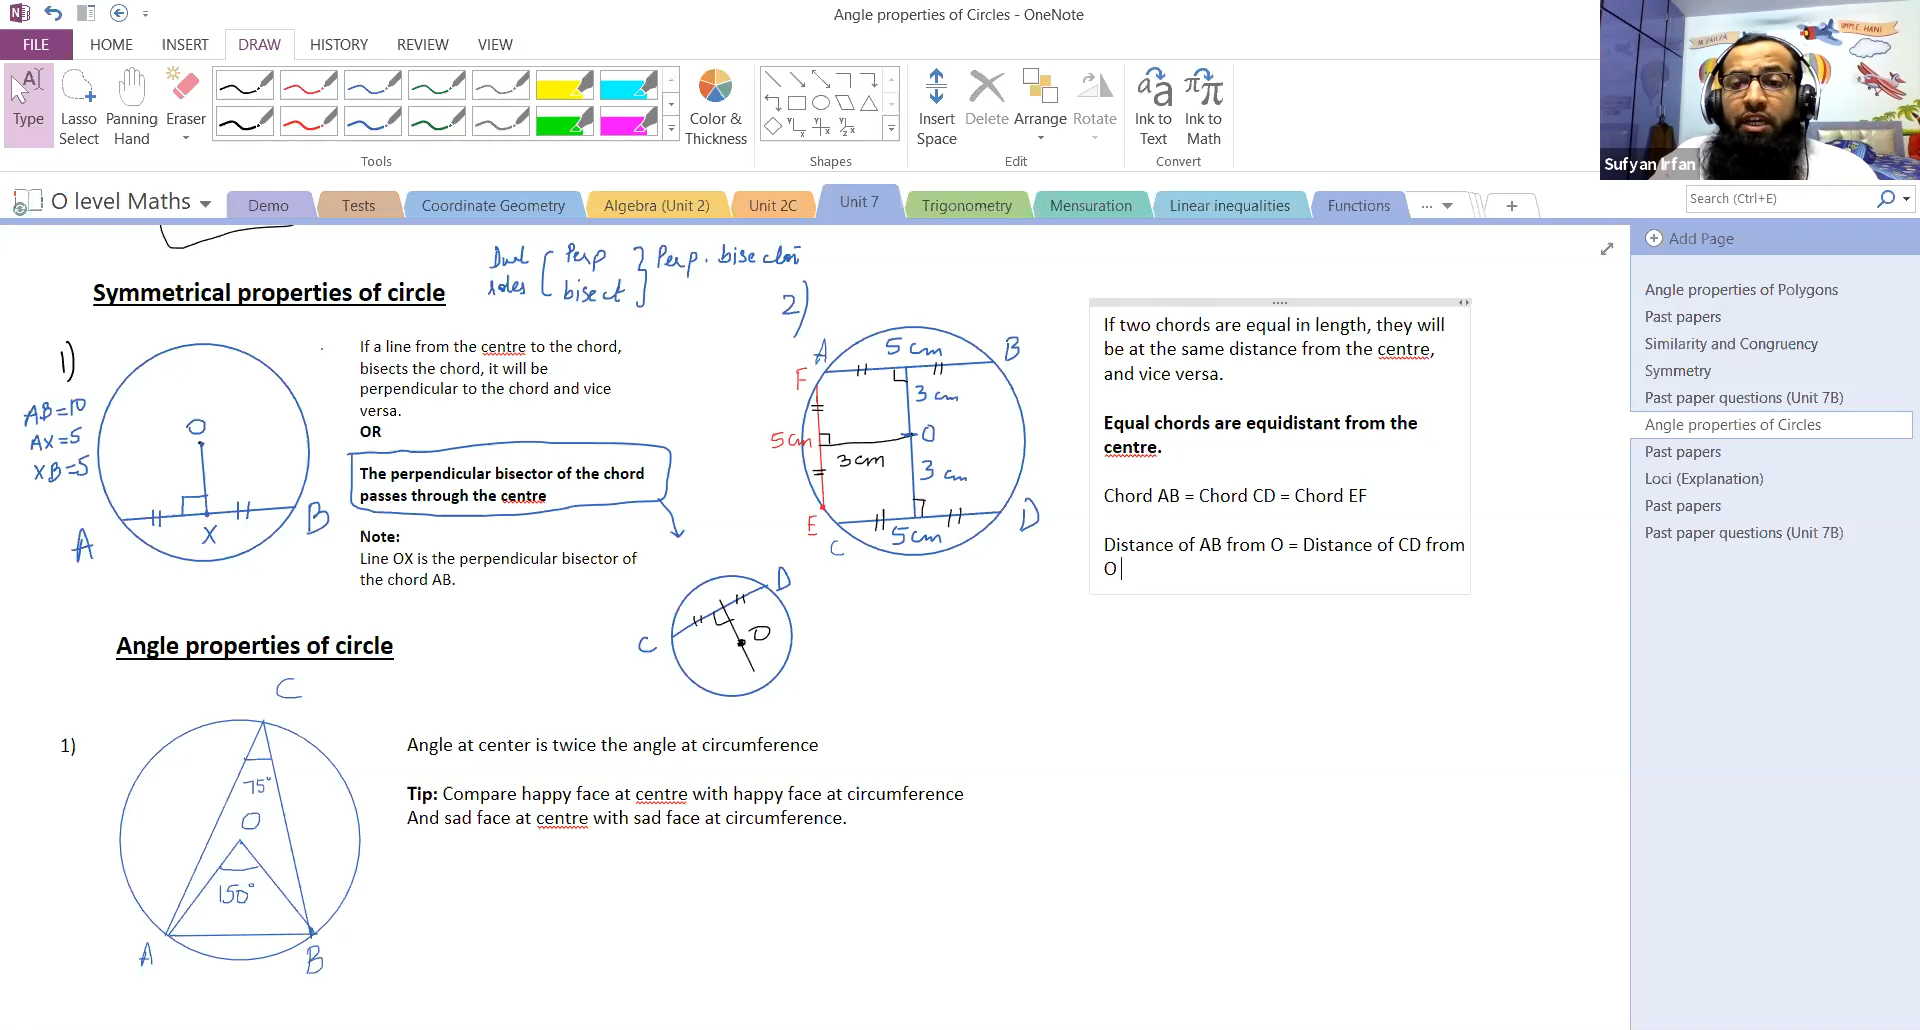 Angle properties of Circles - OneNote
FILE HOME INSERT DRAW HISTORY REVIEW VIEW
Type
Lasso Select
Panning Hand
Eraser
Color & Thickness
Insert Space
Delete
Arrange
Rotate
Ink to Text
Ink to Math
Tools
Shapes
Edit
Convert
M.YAHYA
UMM.E.HANI
Sufyan Irfan
O level Maths
Demo Tests Coordinate Geometry Algebra (Unit 2) Unit 2C Unit 7 Trigonometry Mensuration Linear inequalities Functions ...
Search (Ctrl+E)
Add Page
Angle properties of Polygons
Past papers
Similarity and Congruency
Symmetry
Past paper questions (Unit 7B)
Angle properties of Circles
Past papers
Loci (Explanation)
Past papers
Past paper questions (Unit 7B)
Dual roles
Perp
bisect
Perp. bisector
Symmetrical properties of circle
1)
AB=10
AX=5
XB=5
O
A
X
B
If a line from the centre to the chord,
bisects the chord, it will be
perpendicular to the chord and vice
versa.
OR
The perpendicular bisector of the chord
passes through the centre
Note:
Line OX is the perpendicular bisector of
the chord AB.
C
D
O
2)
A
5 cm
B
F
3 cm
5cm
O
3cm
3 cm
E
C
5cm
D
If two chords are equal in length, they will
be at the same distance from the centre,
and vice versa.
Equal chords are equidistant from the
centre.
Chord AB = Chord CD = Chord EF
Distance of AB from O = Distance of CD from
O
Angle properties of circle
1)
C
75°
O
150°
A
B
Angle at center is twice the angle at circumference
Tip: Compare happy face at centre with happy face at circumference
And sad face at centre with sad face at circumference.